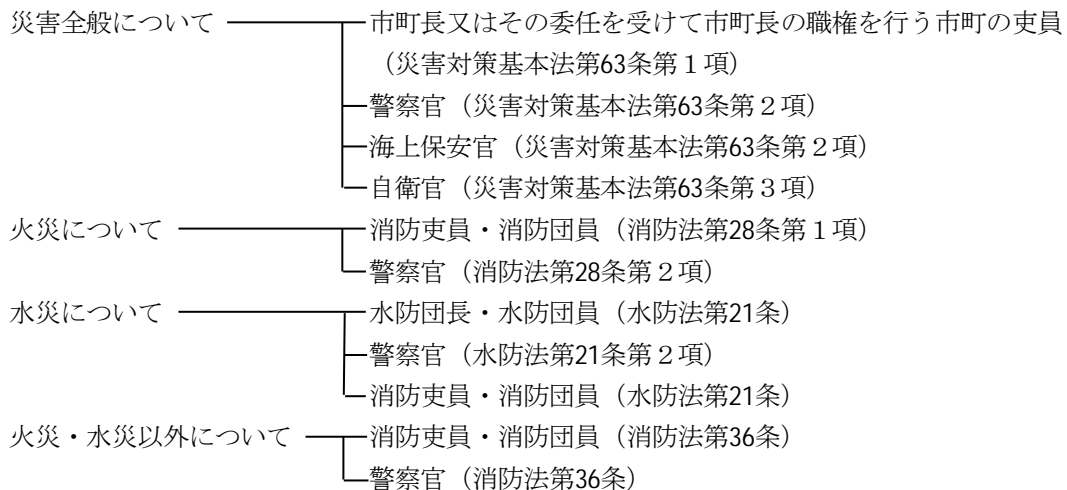 災害全般について 市町長又はその委任を受けて市町長の職権を行う市町の吏員
（災害対策基本法第63条第１項）
警察官（災害対策基本法第63条第２項）
海上保安官（災害対策基本法第63条第２項）
自衛官（災害対策基本法第63条第３項）
火災について 消防吏員・消防団員（消防法第28条第１項）
警察官（消防法第28条第２項）
水災について 水防団長・水防団員（水防法第21条）
警察官（水防法第21条第２項）
消防吏員・消防団員（水防法第21条）
火災・水災以外について 消防吏員・消防団員（消防法第36条）
警察官（消防法第36条）